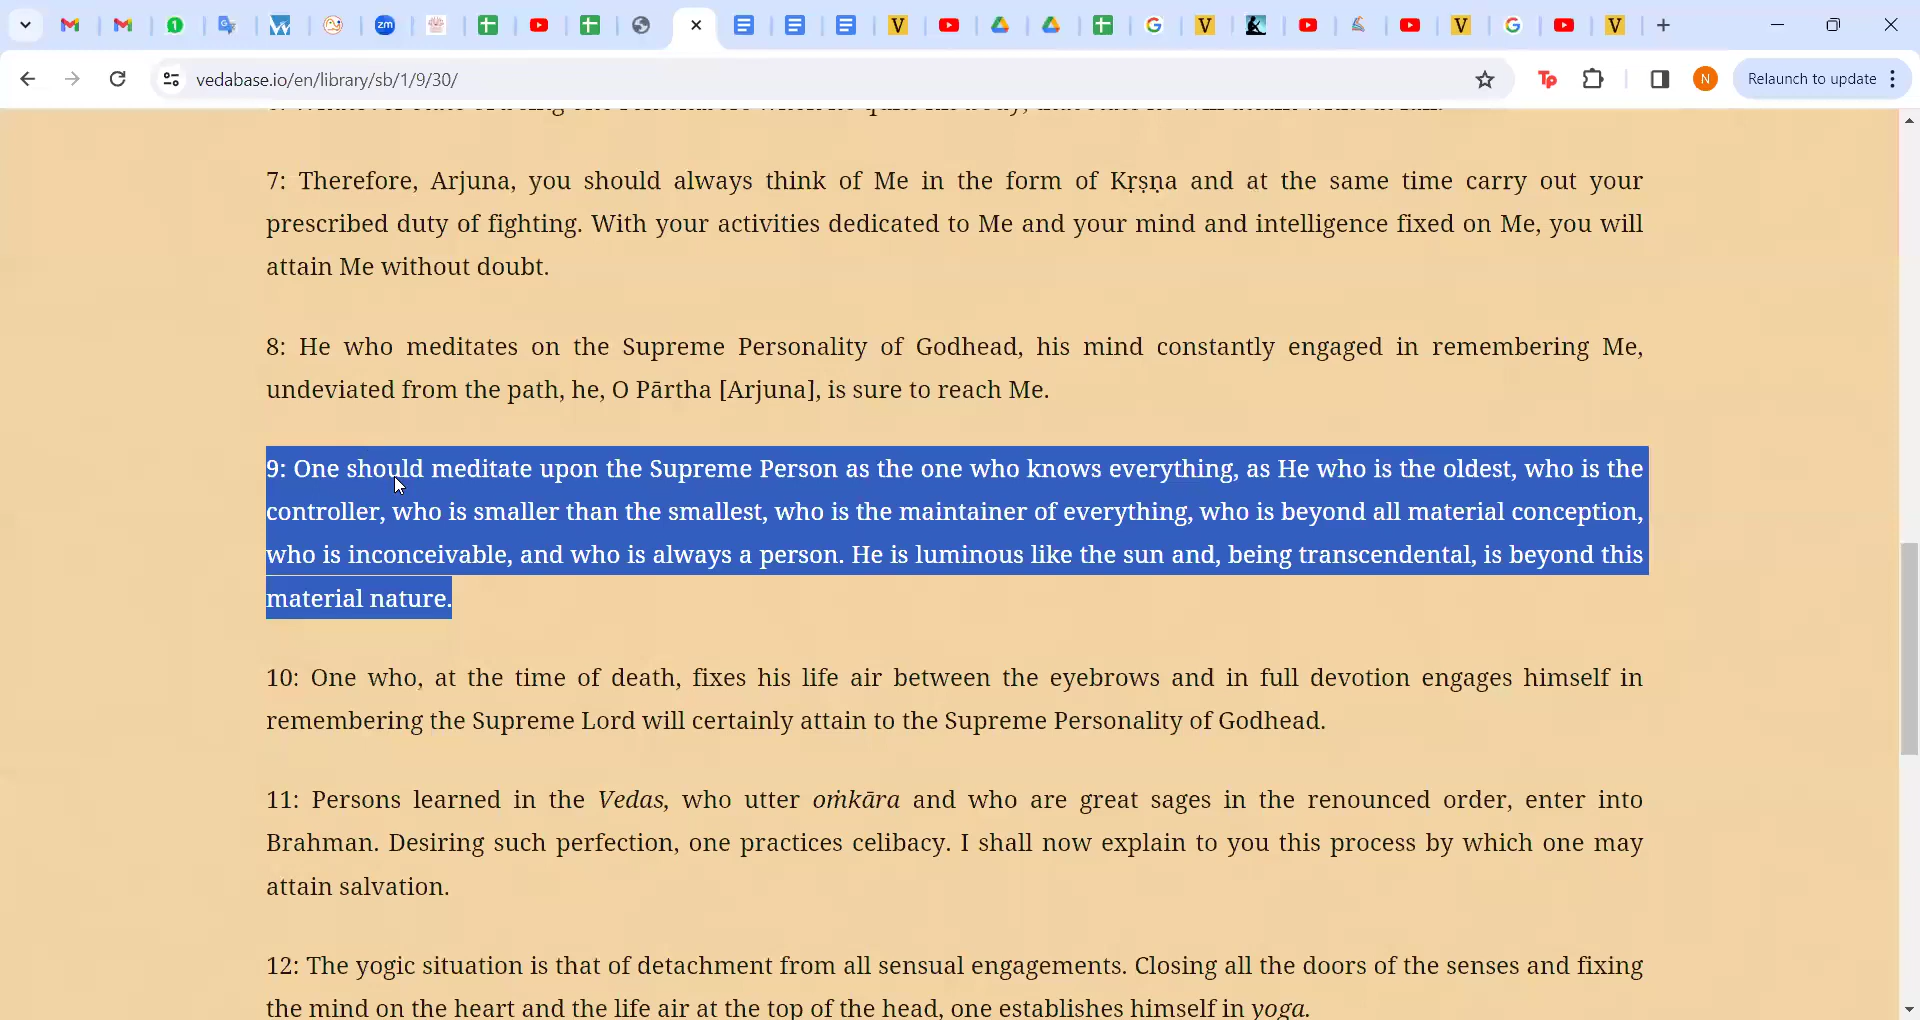 vedabase.io/en/library/sb/1/9/30/
Relaunch to update
7: Therefore, Arjuna, you should always think of Me in the form of Kṛṣṇa and at the same time carry out your
prescribed duty of fighting. With your activities dedicated to Me and your mind and intelligence fixed on Me, you will
attain Me without doubt.
8: He who meditates on the Supreme Personality of Godhead, his mind constantly engaged in remembering Me,
undeviated from the path, he, O Pārtha [Arjuna], is sure to reach Me.
9: One should meditate upon the Supreme Person as the one who knows everything, as He who is the oldest, who is the
controller, who is smaller than the smallest, who is the maintainer of everything, who is beyond all material conception,
who is inconceivable, and who is always a person. He is luminous like the sun and, being transcendental, is beyond this
material nature.
10: One who, at the time of death, fixes his life air between the eyebrows and in full devotion engages himself in
remembering the Supreme Lord will certainly attain to the Supreme Personality of Godhead.
11: Persons learned in the Vedas, who utter oṁkāra and who are great sages in the renounced order, enter into
Brahman. Desiring such perfection, one practices celibacy. I shall now explain to you this process by which one may
attain salvation.
12: The yogic situation is that of detachment from all sensual engagements. Closing all the doors of the senses and fixing
the mind on the heart and the life air at the top of the head, one establishes himself in yoga.